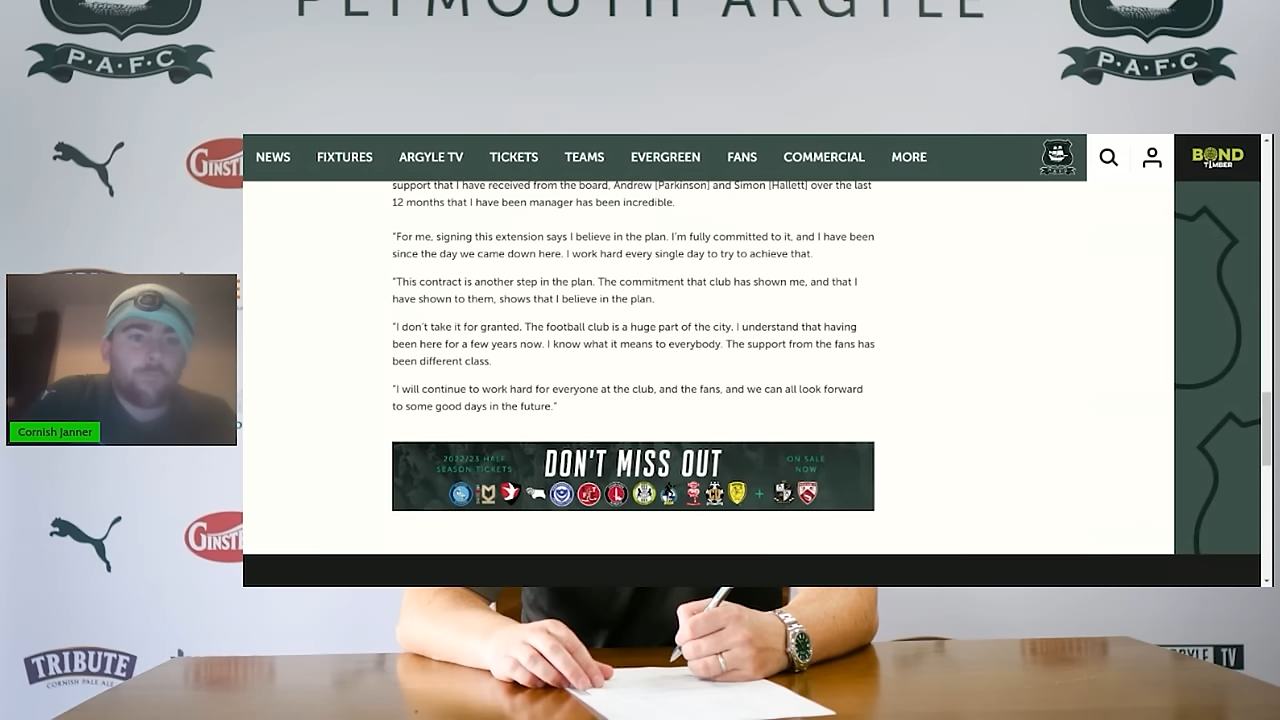 PLYMOUTH ARGYLE
P·A·F·C
P·A·F·C
GINST
NEWS FIXTURES ARGYLE TV TICKETS TEAMS EVERGREEN FANS COMMERCIAL MORE
BOND
TIMBER
support that I have received from the board, Andrew [Parkinson] and Simon [Hallett] over the last
12 months that I have been manager has been incredible.
"For me, signing this extension says I believe in the plan. I'm fully committed to it, and I have been
since the day we came down here. I work hard every single day to try to achieve that.
"This contract is another step in the plan. The commitment that club has shown me, and that I
have shown to them, shows that I believe in the plan.
"I don't take it for granted. The football club is a huge part of the city. I understand that having
been here for a few years now. I know what it means to everybody. The support from the fans has
been different class.
"I will continue to work hard for everyone at the club, and the fans, and we can all look forward
to some good days in the future."
Cornish Janner
2022/23 HALF
SEASON TICKETS
DON'T MISS OUT
ON SALE
NOW
GINST
TRIBUTE
CORNISH PALE ALE
TV